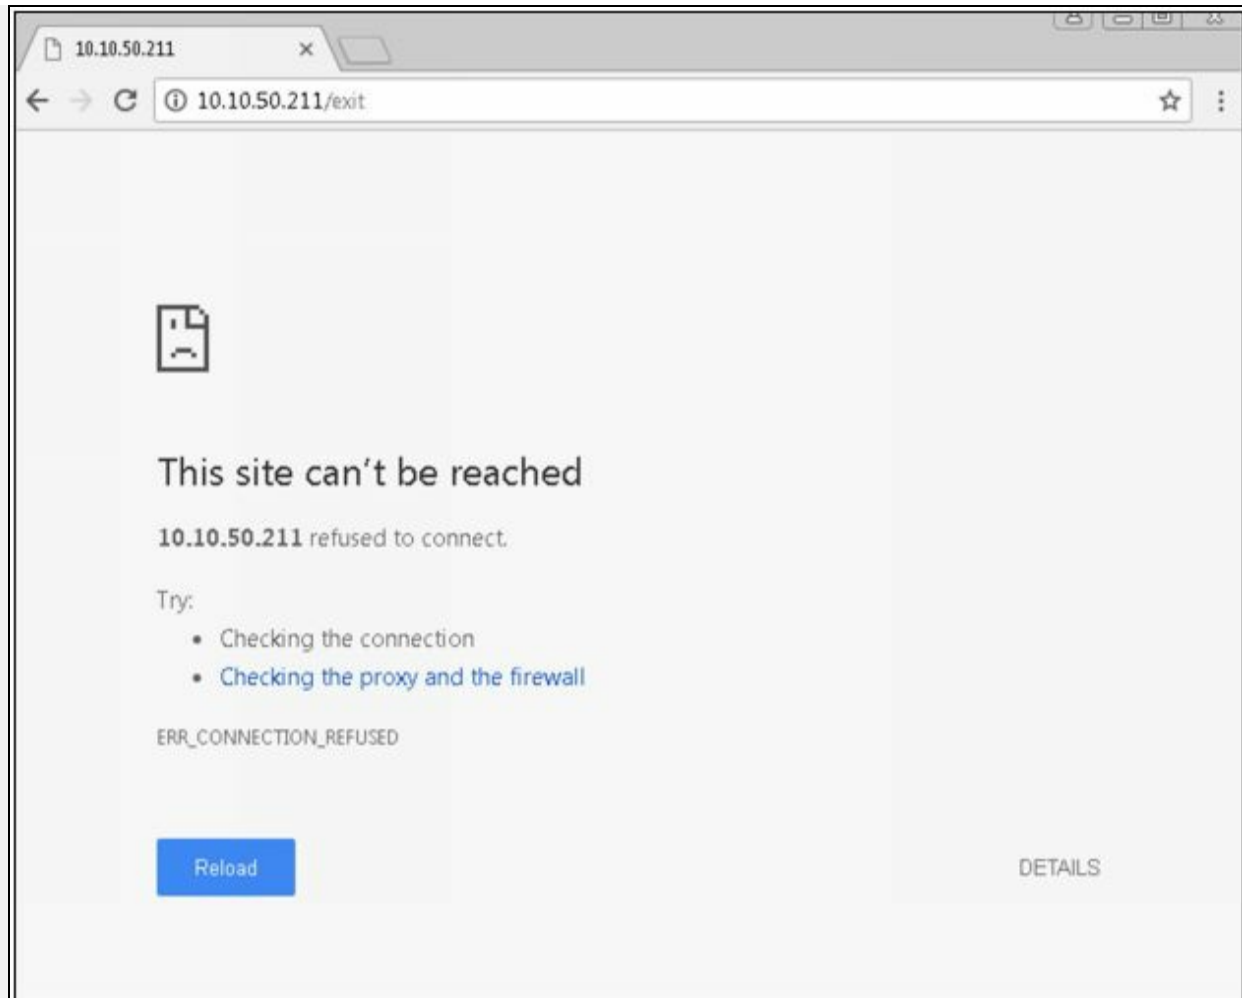 10.10.50.211
10.10.50.211/exit
This site can't be reached
10.10.50.211 refused to connect.
Try:
• Checking the connection
• Checking the proxy and the firewall
ERR_CONNECTION_REFUSED
Reload
DETAILS